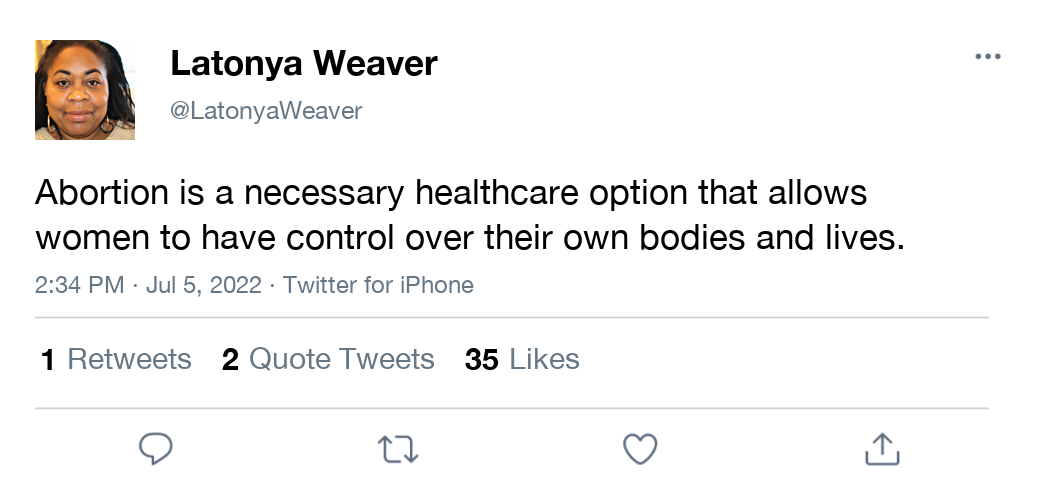 Latonya Weaver
@LatonyaWeaver
Abortion is a necessary healthcare option that allows
women to have control over their own bodies and lives.
2:34 PM · Jul 5, 2022 · Twitter for iPhone
1 Retweets 2 Quote Tweets 35 Likes